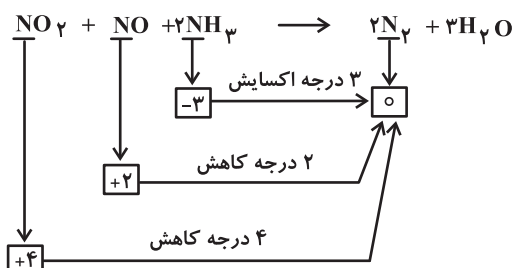 NO۲ + NO +۲NH۳ → ۲N۲ + ۳H۲O
۳ درجه اکسایش
-۳
۰
۲ درجه کاهش
+۲
۴ درجه کاهش
+۴